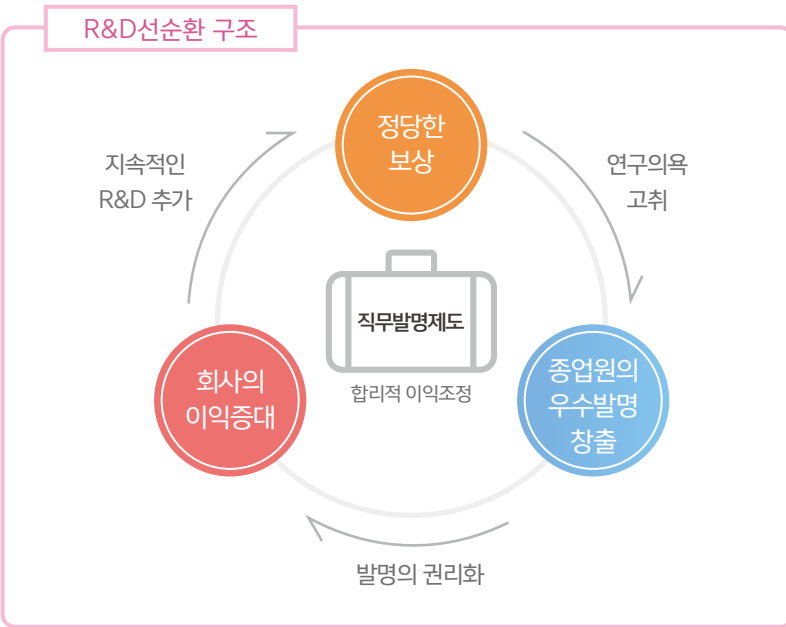 R&D선순환 구조
정당한
보상
지속적인
R&D 추가
연구의욕
고취
직무발명제도
합리적 이익조정
회사의
이익증대
종업원의
우수발명
창출
발명의 권리화